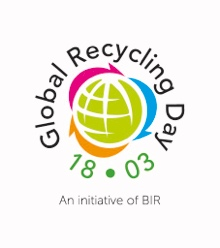 Global Recycling Day
18 • 03
An initiative of BIR